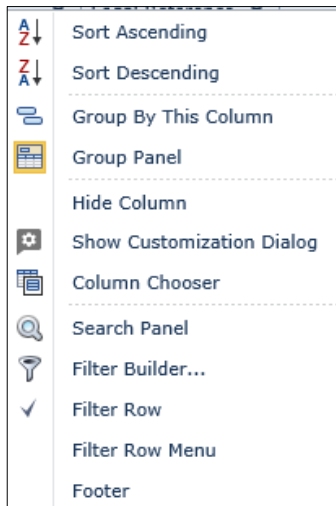 Sort Ascending
Sort Descending
Group By This Column
Group Panel
Hide Column
Show Customization Dialog
Column Chooser
Search Panel
Filter Builder...
Filter Row
Filter Row Menu
Footer